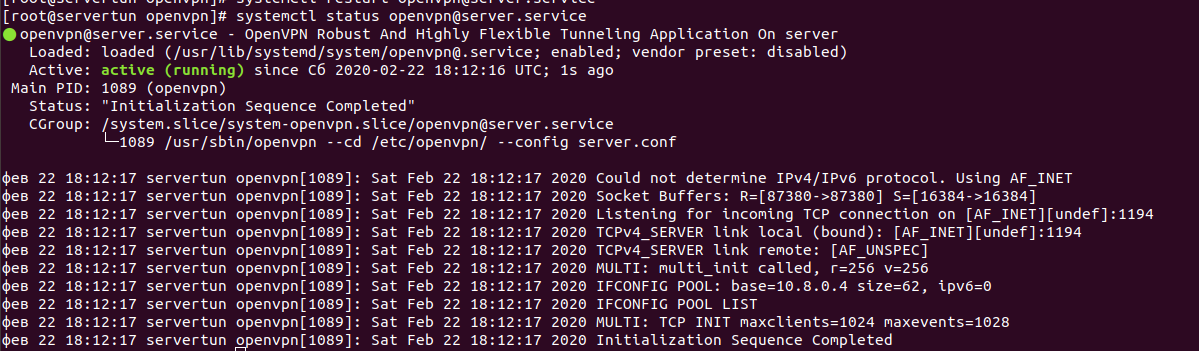 [root@servertun openvpn]# systemctl restart openvpn@server.service
[root@servertun openvpn]# systemctl status openvpn@server.service
● openvpn@server.service - OpenVPN Robust And Highly Flexible Tunneling Application On server
   Loaded: loaded (/usr/lib/systemd/system/openvpn@.service; enabled; vendor preset: disabled)
   Active: active (running) since Сб 2020-02-22 18:12:16 UTC; 1s ago
 Main PID: 1089 (openvpn)
   Status: "Initialization Sequence Completed"
   CGroup: /system.slice/system-openvpn.slice/openvpn@server.service
           └─1089 /usr/sbin/openvpn --cd /etc/openvpn/ --config server.conf
фев 22 18:12:17 servertun openvpn[1089]: Sat Feb 22 18:12:17 2020 Could not determine IPv4/IPv6 protocol. Using AF_INET
фев 22 18:12:17 servertun openvpn[1089]: Sat Feb 22 18:12:17 2020 Socket Buffers: R=[87380->87380] S=[16384->16384]
фев 22 18:12:17 servertun openvpn[1089]: Sat Feb 22 18:12:17 2020 Listening for incoming TCP connection on [AF_INET][undef]:1194
фев 22 18:12:17 servertun openvpn[1089]: Sat Feb 22 18:12:17 2020 TCPv4_SERVER link local (bound): [AF_INET][undef]:1194
фев 22 18:12:17 servertun openvpn[1089]: Sat Feb 22 18:12:17 2020 TCPv4_SERVER link remote: [AF_UNSPEC]
фев 22 18:12:17 servertun openvpn[1089]: Sat Feb 22 18:12:17 2020 MULTI: multi_init called, r=256 v=256
фев 22 18:12:17 servertun openvpn[1089]: Sat Feb 22 18:12:17 2020 IFCONFIG POOL: base=10.8.0.4 size=62, ipv6=0
фев 22 18:12:17 servertun openvpn[1089]: Sat Feb 22 18:12:17 2020 IFCONFIG POOL LIST
фев 22 18:12:17 servertun openvpn[1089]: Sat Feb 22 18:12:17 2020 MULTI: TCP INIT maxclients=1024 maxevents=1028
фев 22 18:12:17 servertun openvpn[1089]: Sat Feb 22 18:12:17 2020 Initialization Sequence Completed